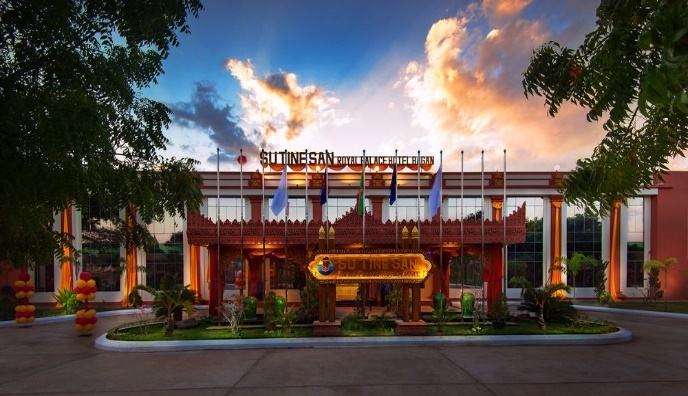 SU TINE SAN ROYAL PALACE HOTEL BAGAN
SU TINE SAN